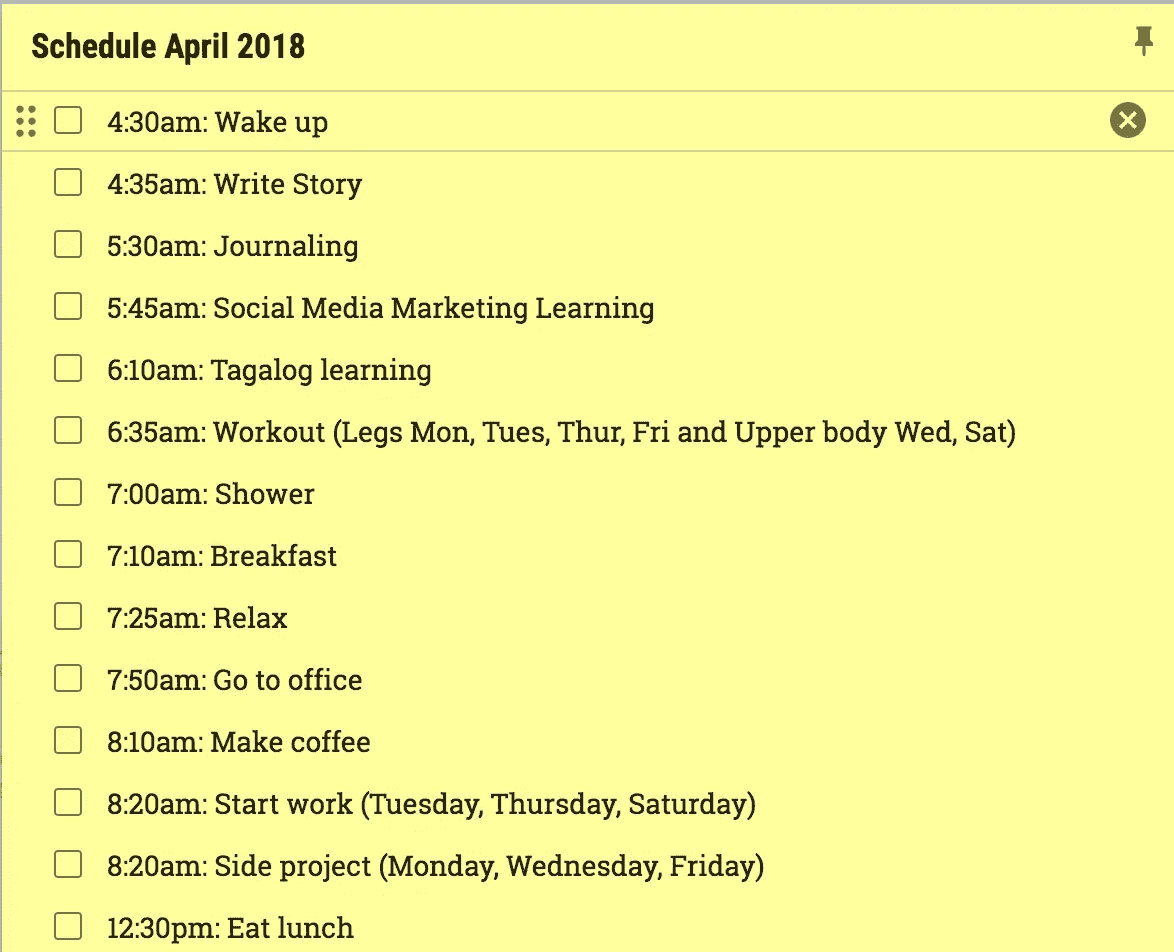 Schedule April 2018
4:30am: Wake up
4:35am: Write Story
5:30am: Journaling
5:45am: Social Media Marketing Learning
6:10am: Tagalog learning
6:35am: Workout (Legs Mon, Tues, Thur, Fri and Upper body Wed, Sat)
7:00am: Shower
7:10am: Breakfast
7:25am: Relax
7:50am: Go to office
8:10am: Make coffee
8:20am: Start work (Tuesday, Thursday, Saturday)
8:20am: Side project (Monday, Wednesday, Friday)
12:30pm: Eat lunch